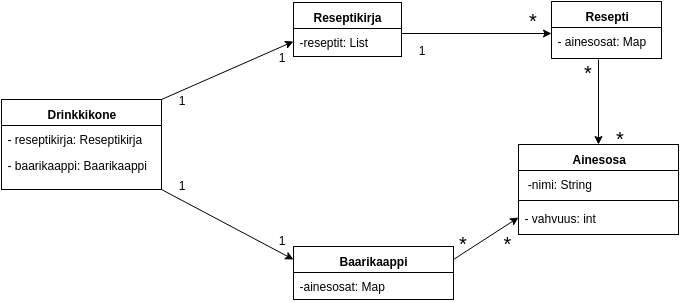 Reseptikirja
-reseptit: List
1
1
*
Resepti
- ainesosat: Map
*
*
Drinkkikone
- reseptikirja: Reseptikirja
- baarikaappi: Baarikaappi
1
1
1
Ainesosa
-nimi: String
- vahvuus: int
Baarikaappi
-ainesosat: Map
*
*